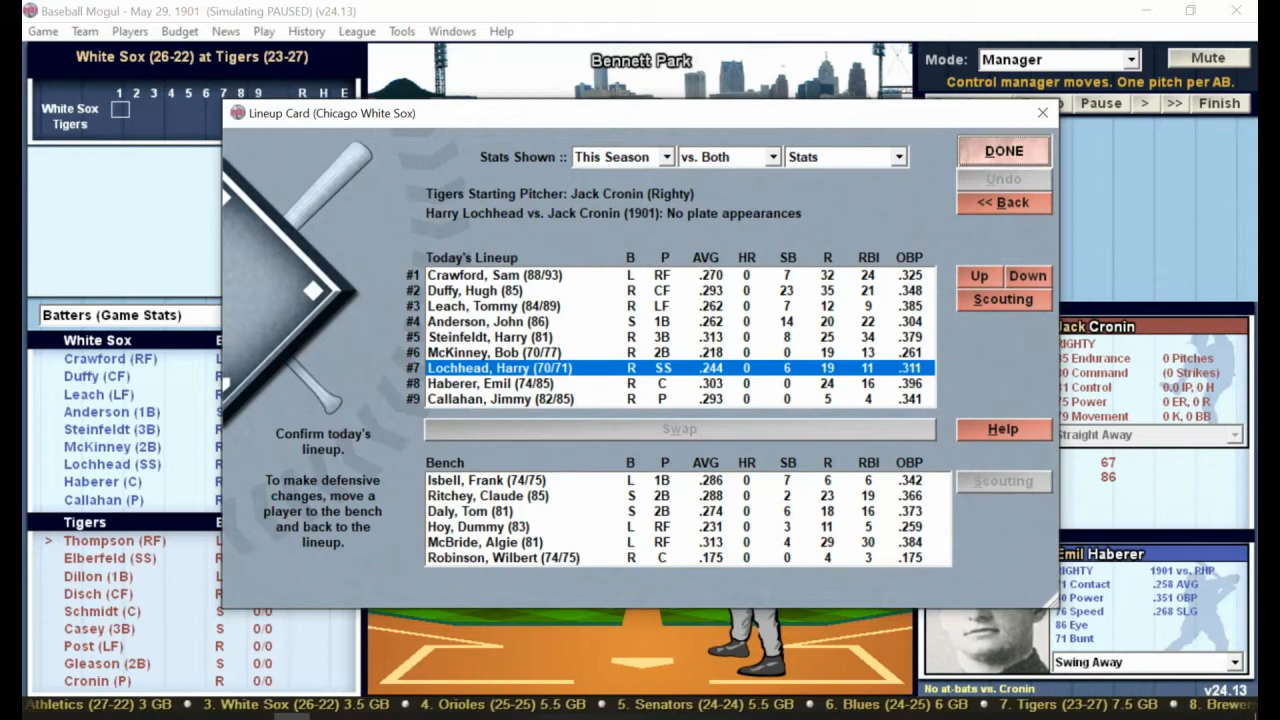 Baseball Mogul - May 29, 1901 (Simulating PAUSED) (v24.13)
Game Team Players Budget News Play History League Tools Windows Help
White Sox (26-22) at Tigers (23-27)
1 2 3 4 5 6 7 8 9 R H E
White Sox
Tigers
Bennett Park
Mode: Manager Mute
Control manager moves. One pitch per AB.
Pause > >> Finish
Lineup Card (Chicago White Sox)
Stats Shown :: This Season vs. Both Stats
DONE
Undo
<< Back
Tigers Starting Pitcher: Jack Cronin (Righty)
Harry Lochhead vs. Jack Cronin (1901): No plate appearances
Today's Lineup B P AVG HR SB R RBI OBP
#1 Crawford, Sam (88/93) L RF .270 0 7 32 24 .325
#2 Duffy, Hugh (85) R CF .293 0 23 35 21 .348
#3 Leach, Tommy (84/89) R LF .262 0 7 12 9 .385
#4 Anderson, John (86) S 1B .262 0 14 20 22 .304
#5 Steinfeldt, Harry (81) R 3B .313 0 8 25 34 .379
#6 McKinney, Bob (70/77) R 2B .218 0 0 19 13 .261
#7 Lochhead, Harry (70/71) R SS .244 0 6 19 11 .311
#8 Haberer, Emil (74/85) R C .303 0 0 24 16 .396
#9 Callahan, Jimmy (82/85) R P .293 0 0 5 4 .341
Up Down
Scouting
Swap
Help
Confirm today's
lineup.
To make defensive
changes, move a
player to the bench
and back to the
lineup.
Bench B P AVG HR SB R RBI OBP
Isbell, Frank (74/75) L 1B .286 0 7 6 6 .342
Ritchey, Claude (85) S 2B .288 0 2 23 19 .366
Daly, Tom (81) S 2B .274 0 6 18 16 .373
Hoy, Dummy (83) L RF .231 0 3 11 5 .259
McBride, Algie (81) L RF .313 0 4 29 30 .384
Robinson, Wilbert (74/75) R C .175 0 0 4 3 .175
Scouting
Batters (Game Stats)
White Sox
Crawford (RF)
Duffy (CF)
Leach (LF)
Anderson (1B)
Steinfeldt (3B)
McKinney (2B)
Lochhead (SS)
Haberer (C)
Callahan (P)
Tigers
> Thompson (RF)
Elberfeld (SS)
Dillon (1B)
Disch (CF)
Schmidt (C) S 0/0
Casey (3B) S 0/0
Post (LF) R 0/0
Gleason (2B) S 0/0
Cronin (P) R 0/0
Jack Cronin
RIGHTY
Endurance 0 Pitches
Command (0 Strikes)
Control 0.0 IP, 0 H
Power 0 ER, 0 R
Movement 0 K, 0 BB
Straight Away
67
86
Emil Haberer
RIGHTY 1901 vs. RHP
Contact .258 AVG
Power .351 OBP
76 Speed .268 SLG
86 Eye
71 Bunt
Swing Away
No at-bats vs. Cronin
v24.13
Athletics (27-22) 3 GB • 3. White Sox (26-22) 3.5 GB • 4. Orioles (25-25) 5.5 GB • 5. Senators (24-24) 5.5 GB • 6. Blues (24-25) 6 GB • 7. Tigers (23-27) 7.5 GB • 8. Brewer